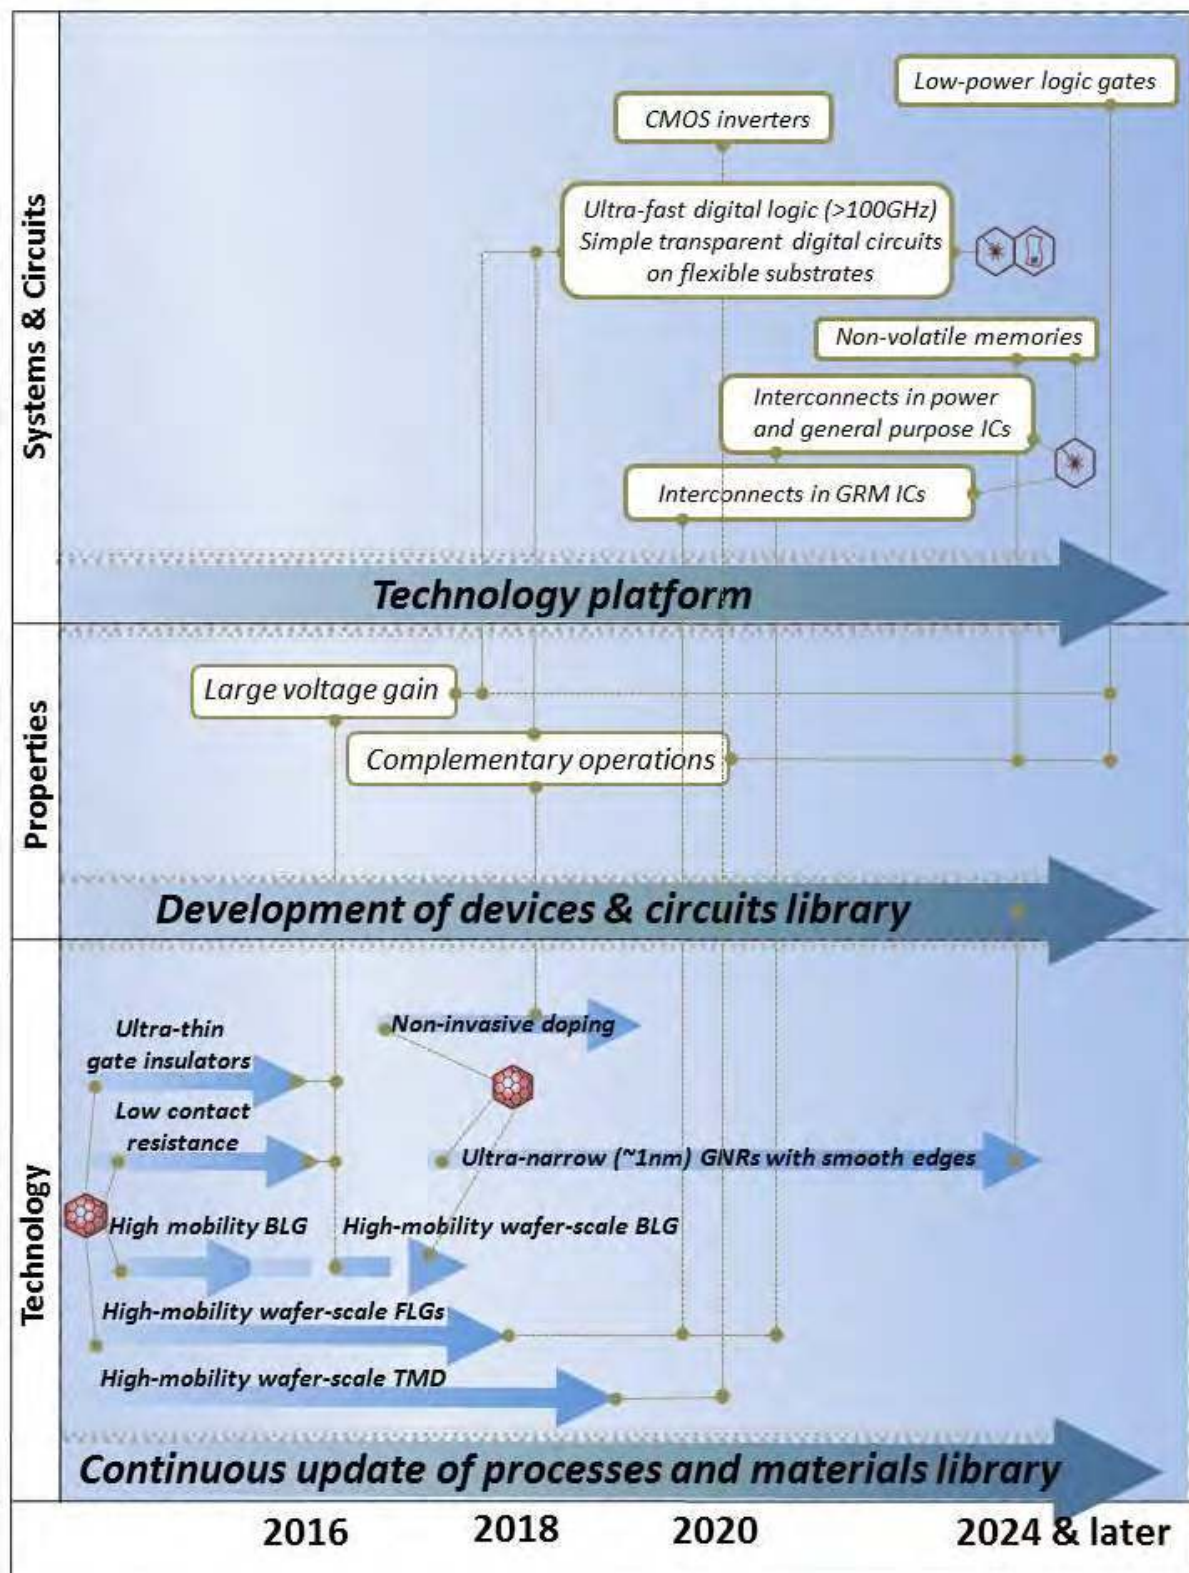 Systems & Circuits
Low-power logic gates
CMOS inverters
Ultra-fast digital logic (>100GHz)
Simple transparent digital circuits
on flexible substrates
Non-volatile memories
Interconnects in power
and general purpose ICs
Interconnects in GRM ICs
Technology platform
Properties
Large voltage gain
Complementary operations
Development of devices & circuits library
Technology
Non-invasive doping
Ultra-thin
gate insulators
Low contact
resistance
Ultra-narrow (~1nm) GNRs with smooth edges
High mobility BLG
High-mobility wafer-scale BLG
High-mobility wafer-scale FLGs
High-mobility wafer-scale TMD
Continuous update of processes and materials library
2016
2018
2020
2024 & later